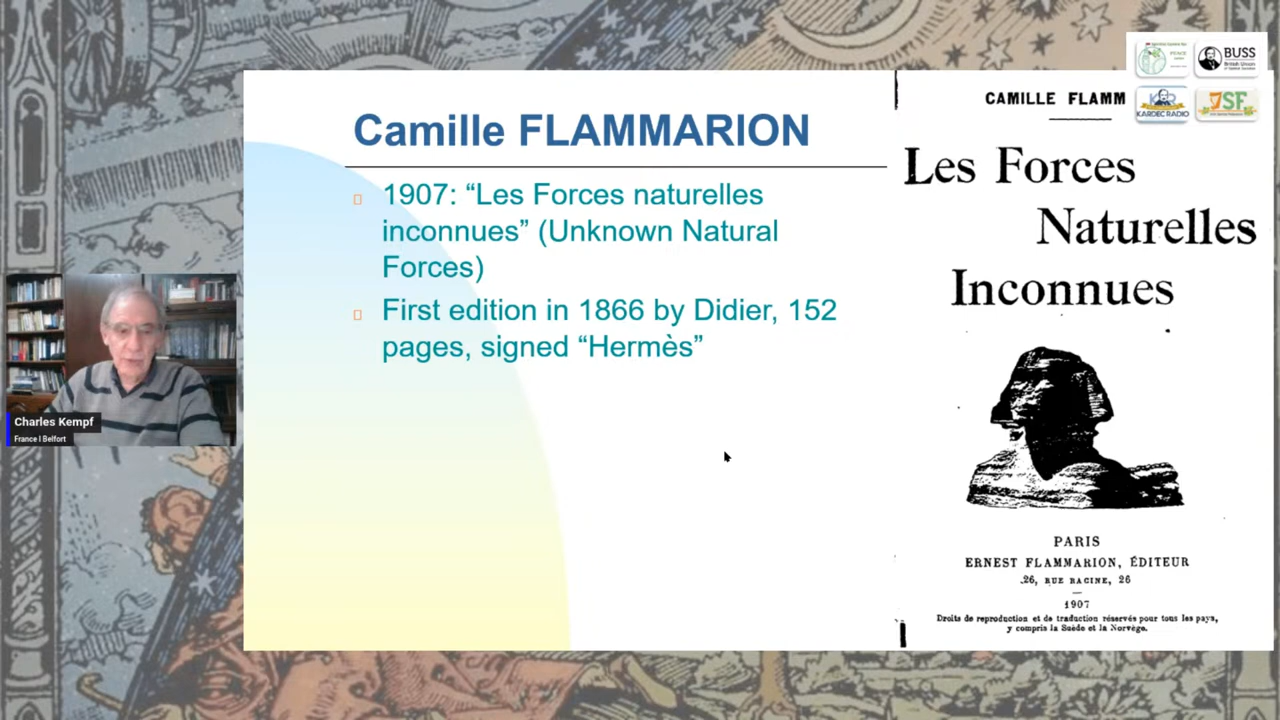 Camille FLAMMARION
1907: “Les Forces naturelles
inconnues” (Unknown Natural
Forces)
First edition in 1866 by Didier, 152
pages, signed “Hermès”
CAMILLE FLAMM
Les Forces
Naturelles
Inconnues
PARIS
ERNEST FLAMMARION, ÉDITEUR
26, RUE RACINE, 26
1907
Droits de reproduction et de traduction réservés pour tous les pays,
y compris la Suède et la Norvège.
Charles Kempf
France | Belfort
PEACE
BUSS
British Union
KARDEC RADIO
SF